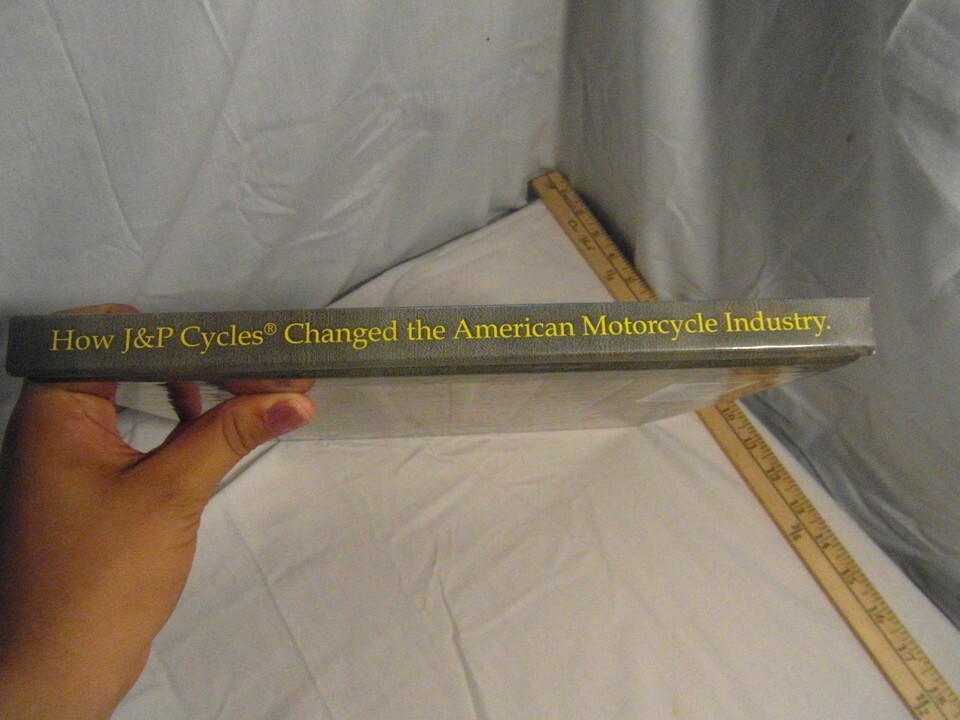 How J&P Cycles® Changed the American Motorcycle Industry.